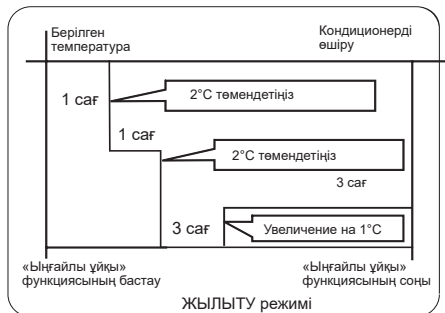 Берілген
температура
Кондиционерді
өшіру
1 сағ
2°C төмендетіңіз
1 сағ
2°C төмендетіңіз
3 сағ
3 сағ
Увеличение на 1°C
«Ыңғайлы ұйқы»
функциясының бастау
«Ыңғайлы ұйқы»
функциясының соңы
ЖЫЛЫТУ режимі